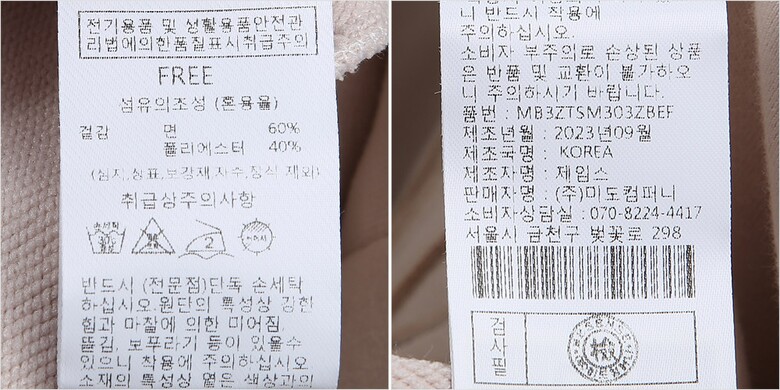 전기용품 및 생활용품안전관
리법에의한품질표시취급주의
FREE
섬유의조성 (혼용율)
겉감 면 60%
폴리에스터 40%
(심지,상표,보강재,자수,장식 제외)
취급상주의사항
손세탁
2
반드시 (전문점)단독 손세탁
하십시오.원단의 특성상 강한
힘과 마찰에 의한 미어짐,
뜯김, 보푸라기 등이 있을수
있으니 착용에 주의하십시오
소재의 특성상 옅은 색상과의
니 반드시 착용에
주의하십시오.
소비자 부주의로 손상된 상품
은 반품 및 교환이 불가하오
니 주의하시기 바랍니다.
품번 : MB3ZTSM303ZBEF
제조년월 : 2023년09월
제조국명 : KOREA
제조자명 : 제임스
판매자명 : (주)미도컴퍼니
소비자상담실 : 070-8224-4417
서울시 금천구 벚꽃로 298
검사필